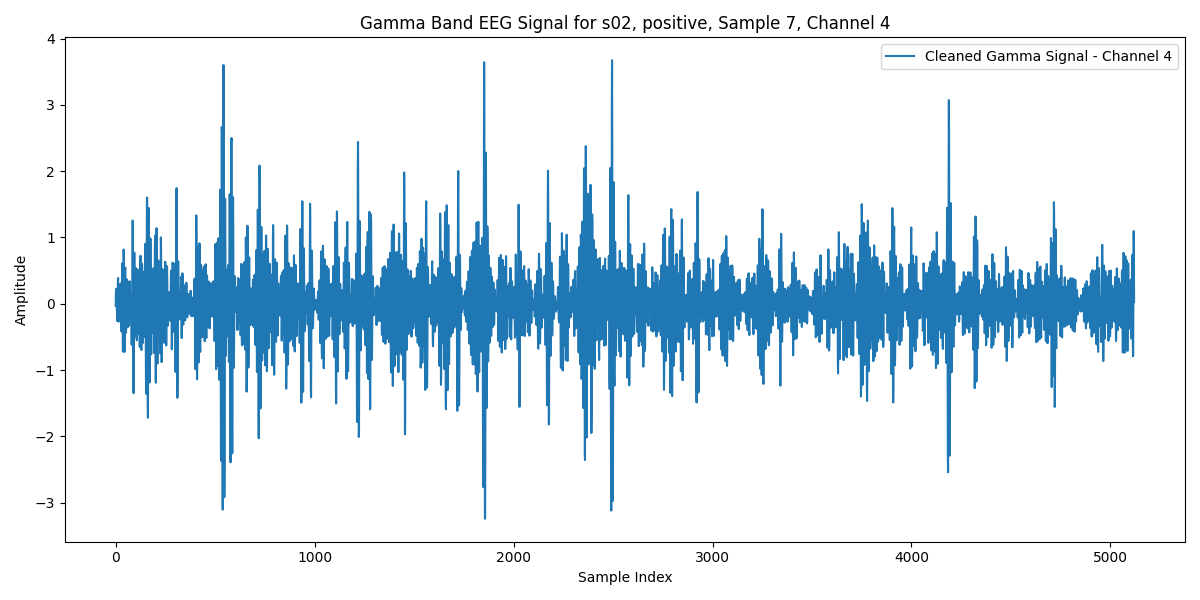 Gamma Band EEG Signal for s02, positive, Sample 7, Channel 4
Cleaned Gamma Signal - Channel 4
Amplitude
4
3
2
1
0
−1
−2
−3
0 1000 2000 3000 4000 5000
Sample Index